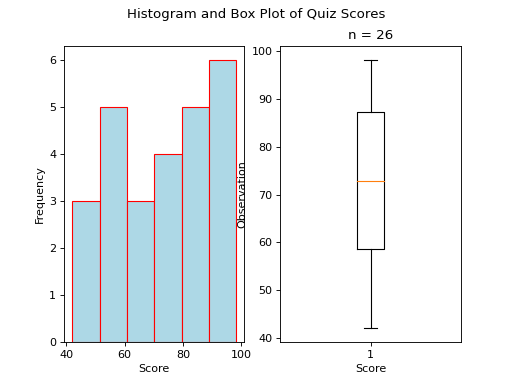 Histogram and Box Plot of Quiz Scores
Frequency
6
5
4
3
2
1
0
40 60 80 100
Score
n = 26
Observation
100
90
80
70
60
50
40
1
Score